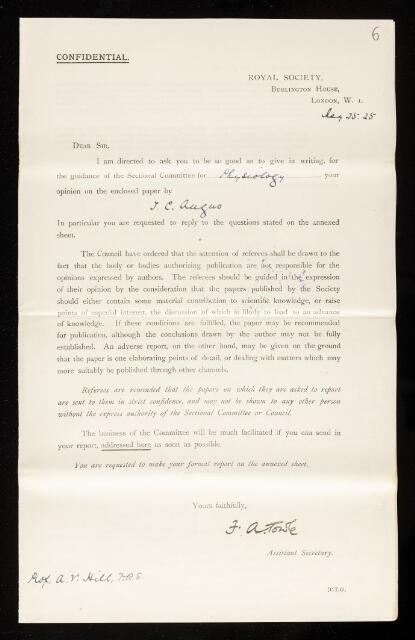 6
CONFIDENTIAL.
ROYAL SOCIETY,
BURLINGTON HOUSE,
LONDON, W. 1.
25. 25
DEAR SIR,
I am directed to ask you to be so good as to give in writing, for
the guidance of the Sectional Committee for Physiology your
opinion on the enclosed paper by
T. C. Angus
In particular you are requested to reply to the questions stated on the annexed
sheet.
The Council have ordered that the attention of referees shall be drawn to the
fact that the body or bodies authorizing publication are not responsible for the
opinions expressed by authors. The referees should be guided in the expression
of their opinion by the consideration that the papers published by the Society
should either contain some material contribution to scientific knowledge, or raise
points of especial interest, the discussion of which is likely to lead to an advance
of knowledge. If these conditions are fulfilled, the paper may be recommended
for publication, although the conclusions drawn by the author may not be fully
established. An adverse report, on the other hand, may be given on the ground
that the paper is one elaborating points of detail, or dealing with matters which may
more suitably be published through other channels.
Referees are reminded that the papers on which they are asked to report
are sent to them in strict confidence, and may not be shown to any other person
without the express authority of the Sectional Committee or Council.
The business of the Committee will be much facilitated if you can send in
your report, addressed here as soon as possible.
You are requested to make your formal report on the annexed sheet.
Yours faithfully,
F. A. Towle
Assistant Secretary.
Prof. A. V. Hill, F.R.S.
[P.T.O.